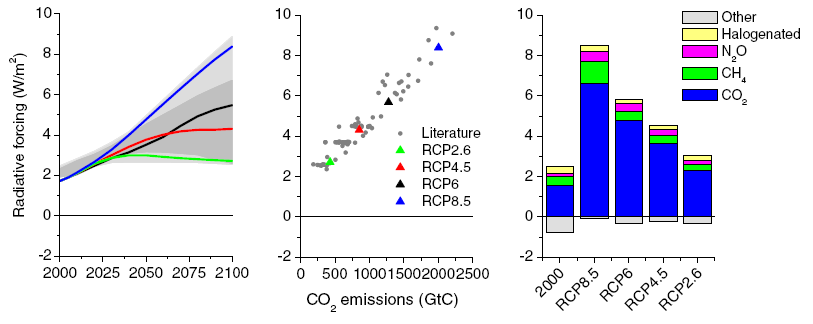 Radiative forcing (W/m²)
10
8
6
4
2
0
-2
2000 2025 2050 2075 2100
10
8
6
4
2
0
-2
0 500 1000 1500 2000 2500
CO₂ emissions (GtC)
Literature
RCP2.6
RCP4.5
RCP6
RCP8.5
10
8
6
4
2
0
-2
2000 RCP8.5 RCP6 RCP4.5 RCP2.6
Other
Halogenated
N₂O
CH₄
CO₂